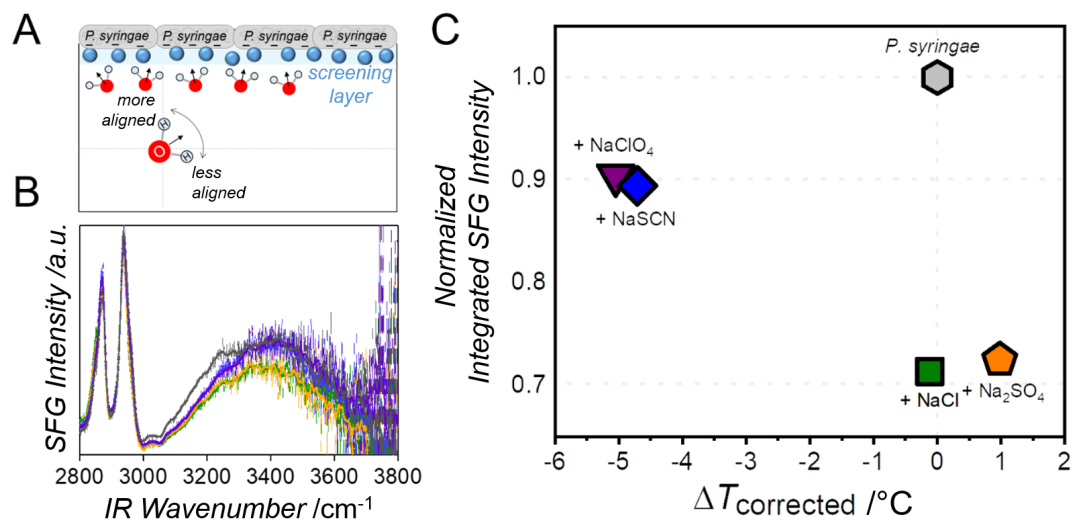 A
P. syringae P. syringae P. syringae P. syringae
screening
layer
more
aligned
H
O
H
less
aligned
B
SFG Intensity /a.u.
2800 3000 3200 3400 3600 3800
IR Wavenumber /cm-1
C
Normalized
Integrated SFG Intensity
1.0
0.9
0.8
0.7
P. syringae
+ NaClO4
+ NaSCN
+ NaCl
+ Na2SO4
-6 -5 -4 -3 -2 -1 0 1 2
ΔTcorrected /°C